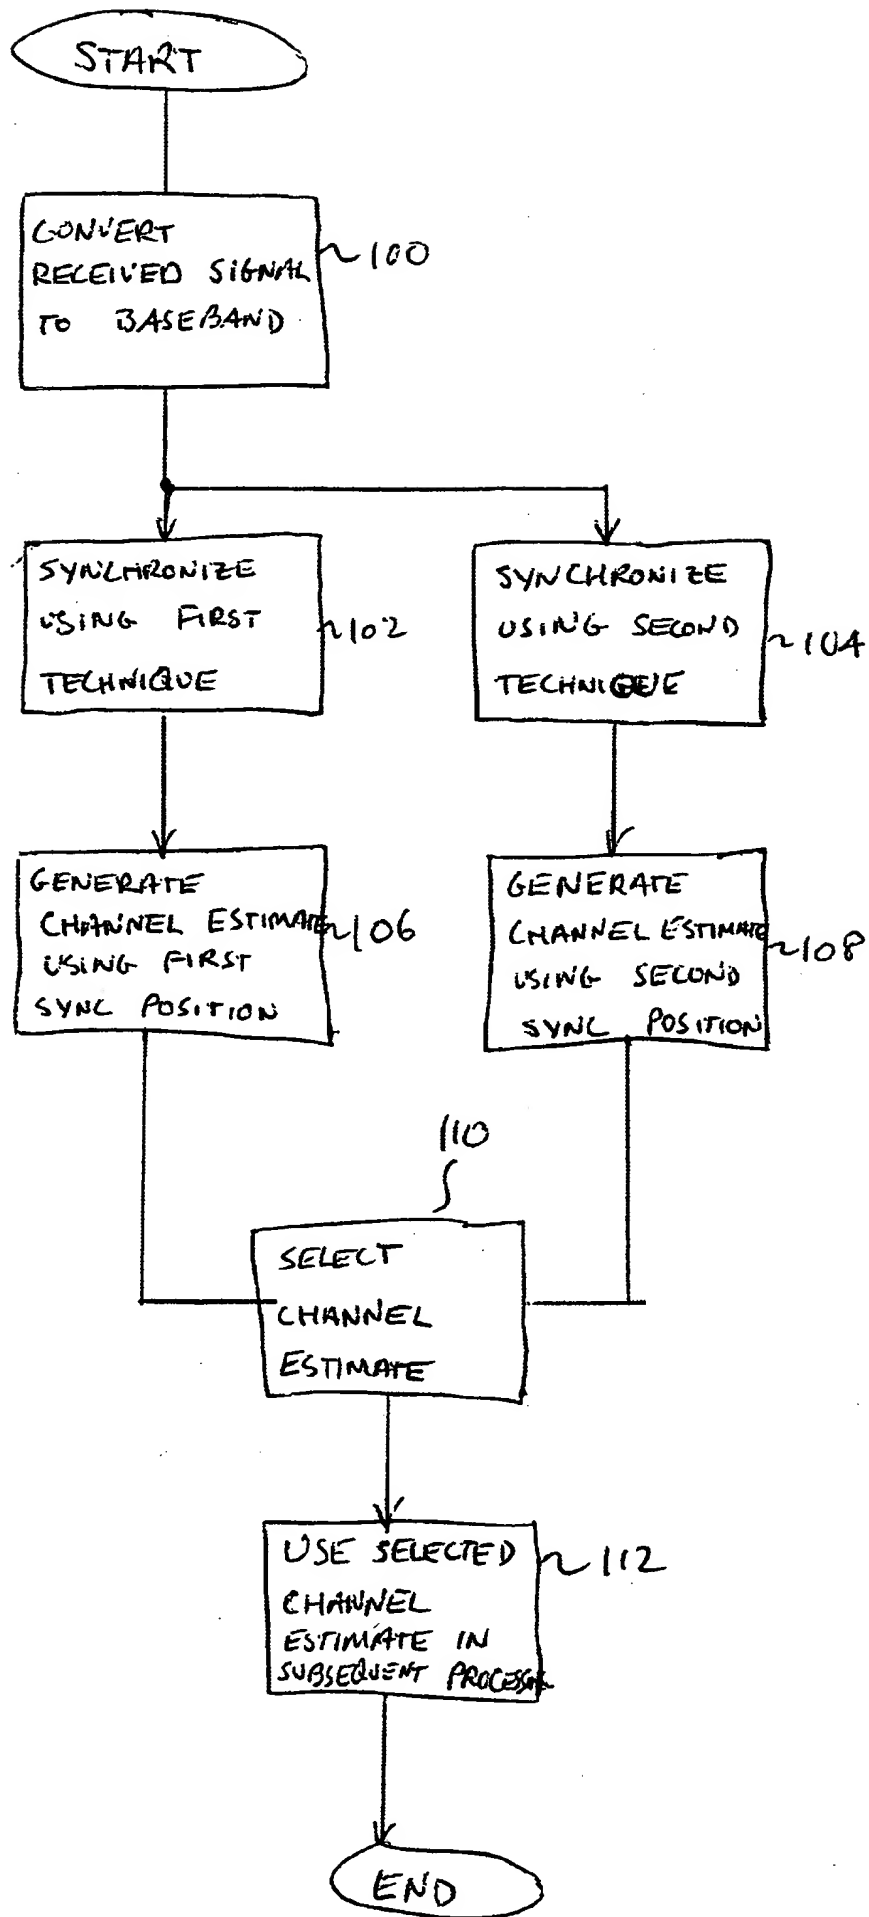 START
CONVERT
RECEIVED SIGNAL
TO BASEBAND
100
SYNCHRONIZE
USING FIRST
TECHNIQUE
102
SYNCHRONIZE
USING SECOND
TECHNIQUE
104
GENERATE
CHANNEL ESTIMATE
USING FIRST
SYNC POSITION
106
GENERATE
CHANNEL ESTIMATE
USING SECOND
SYNC POSITION
108
110
SELECT
CHANNEL
ESTIMATE
USE SELECTED
CHANNEL
ESTIMATE IN
SUBSEQUENT PROCESSING
112
END